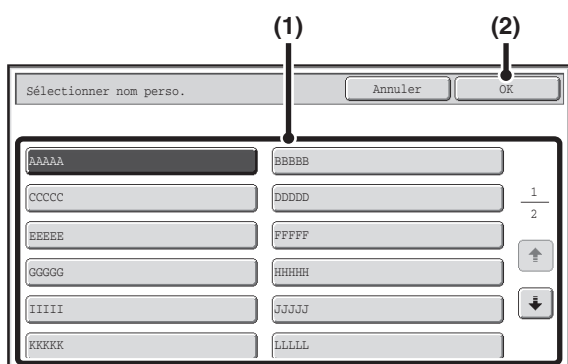 (1) (2)
Sélectionner nom perso. Annuler OK
AAAAA BBBBB
CCCCC DDDDD 1
2
EEEEE FFFFF
GGGGG HHHHH
IIIII JJJJJ
KKKKK LLLLL